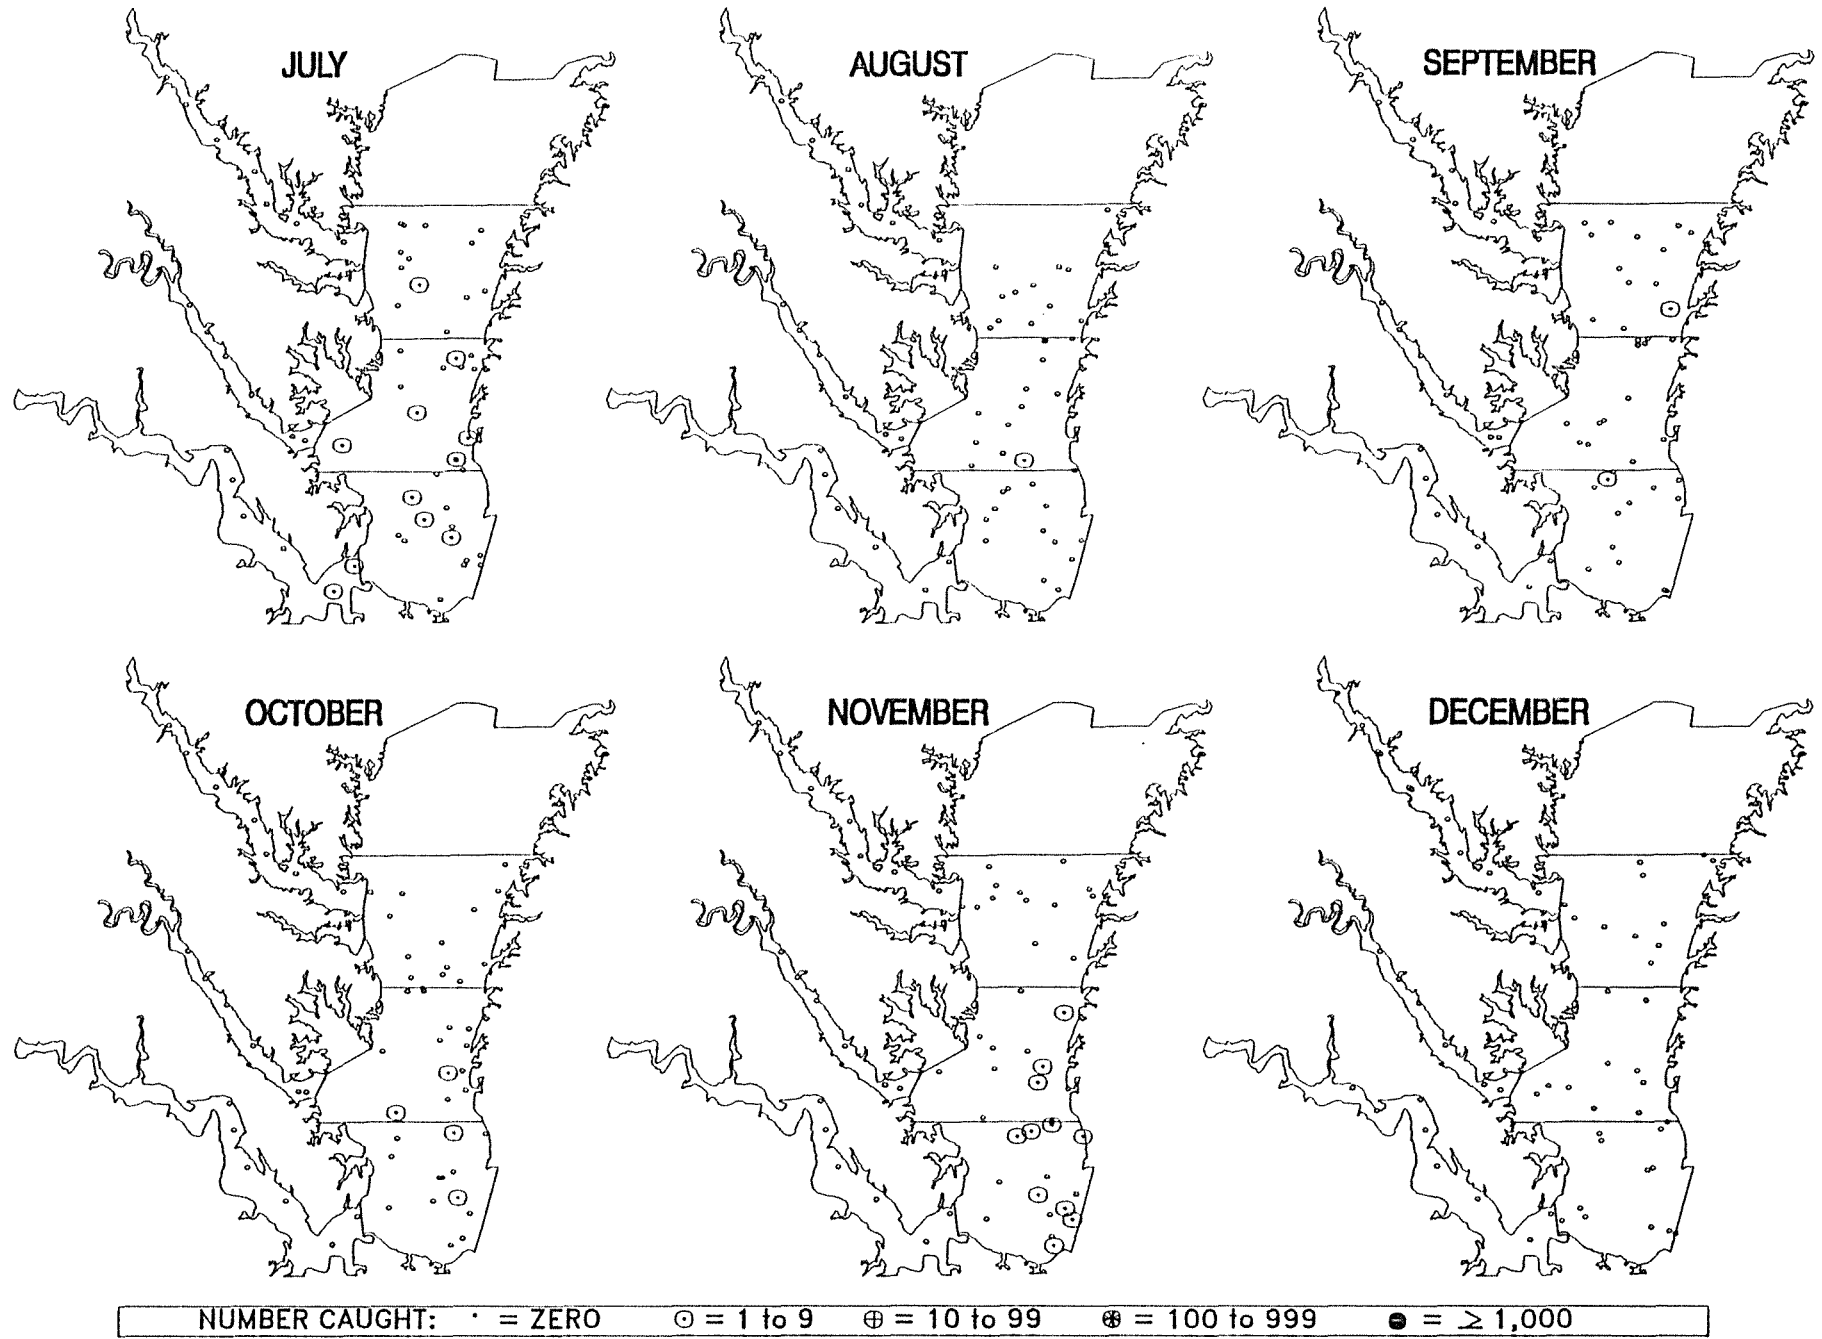 JULY
AUGUST
SEPTEMBER
OCTOBER
NOVEMBER
DECEMBER
NUMBER CAUGHT: · = ZERO ⊙ = 1 to 9 ⊕ = 10 to 99 ⊛ = 100 to 999 ● = ≥ 1,000